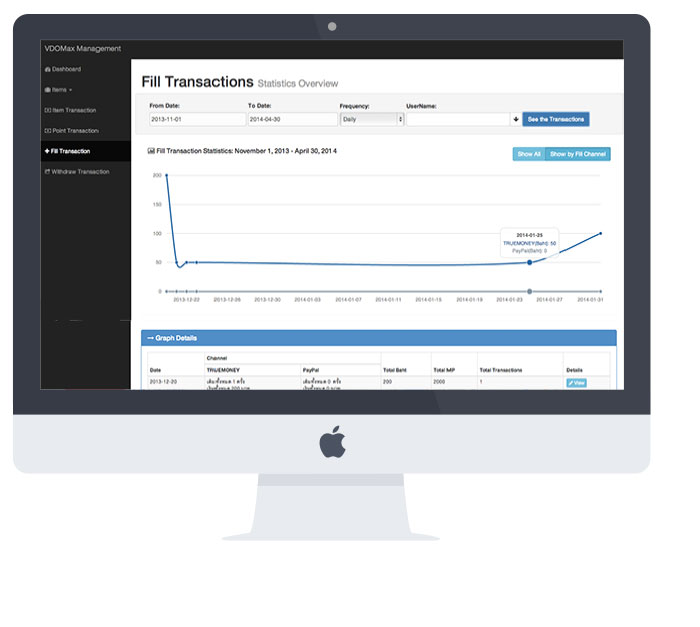 VDOMax Management
Dashboard
Items
Item Transaction
Point Transaction
Fill Transaction
Withdraw Transaction
Fill Transactions Statistics Overview
From Date: To Date: Frequency: UserName:
2013-11-01 2014-04-30 Daily See the Transactions
Fill Transaction Statistics: November 1, 2013 - April 30, 2014 Show All Show by Fill Channel
200
150
100
50
0
2014-01-25
TRUEMONEY(Baht): 50
PayPal(Baht): 0
2013-12-22 2013-12-26 2013-12-30 2014-01-03 2014-01-07 2014-01-11 2014-01-15 2014-01-19 2014-01-23 2014-01-27 2014-01-31
Graph Details
Channel
Date TRUEMONEY PayPal Total Baht Total MP Total Transactions Details
2013-12-20 เติมทั้งหมด 1 ครั้ง เติมทั้งหมด 0 ครั้ง 200 2000 1 View